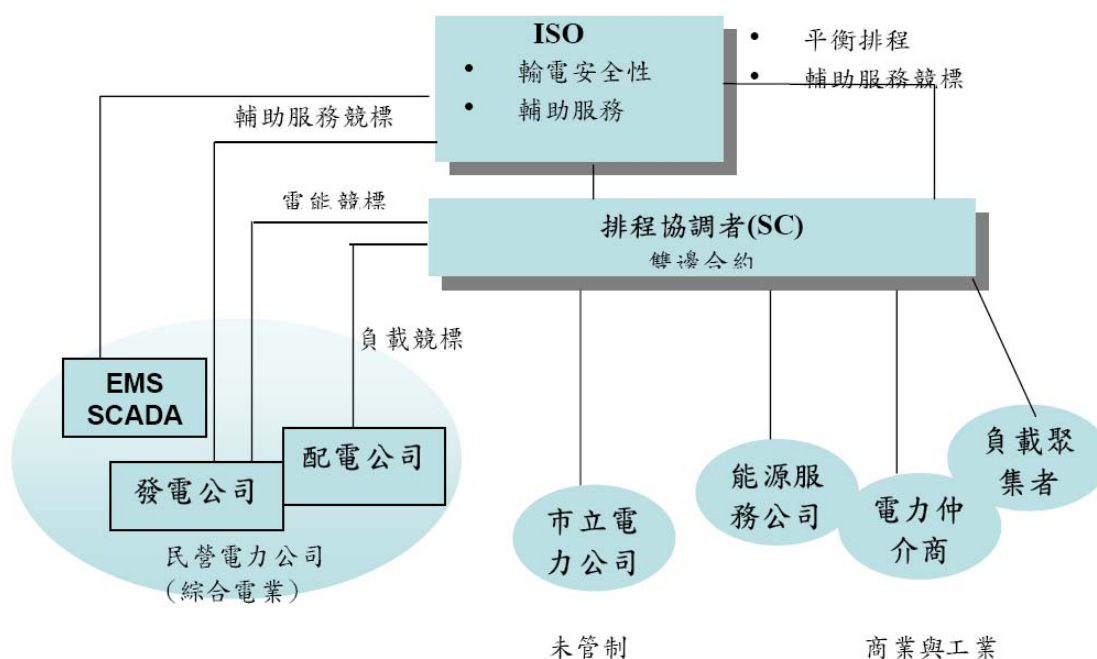 ISO
• 輸電安全性
• 輔助服務
• 平衡排程
• 輔助服務競標
輔助服務競標
電能競標
排程協調者(SC)
雙邊合約
負載競標
EMS
SCADA
配電公司
發電公司
民營電力公司
(綜合電業)
市立電
力公司
能源服
務公司
電力仲
介商
負載聚
集者
未管制
商業與工業